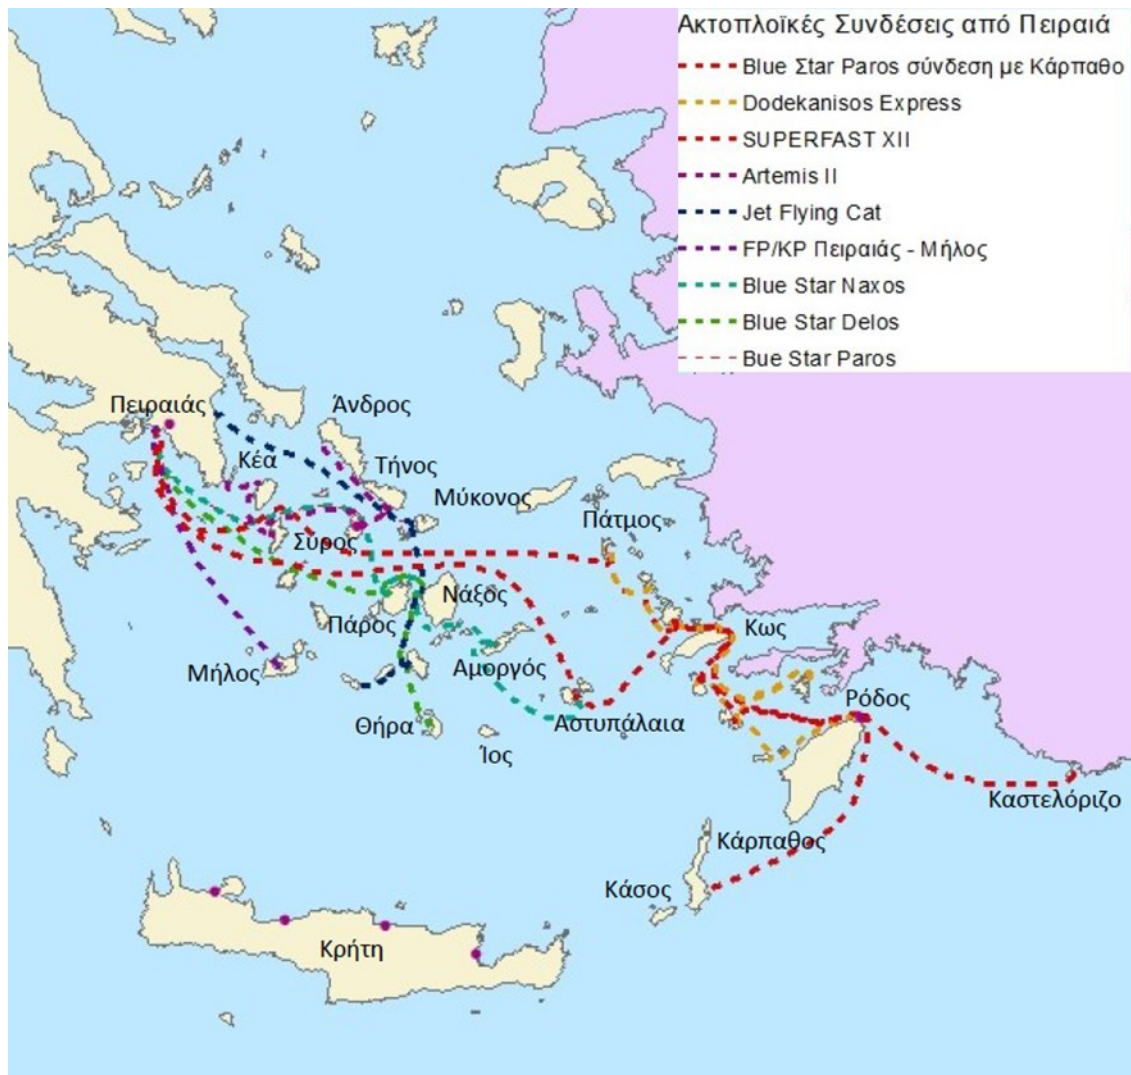 Ακτοπλοϊκές Συνδέσεις από Πειραιά
Blue Σtar Paros σύνδεση με Κάρπαθο
Dodekanisos Express
SUPERFAST XII
Artemis II
Jet Flying Cat
FP/KP Πειραιάς - Μήλος
Blue Star Naxos
Blue Star Delos
Bue Star Paros
Πειραιάς
Άνδρος
Κέα
Τήνος
Μύκονος
Πάτμος
Σύρος
Νάξος
Πάρος
Κως
Μήλος
Αμοργός
Θήρα
Αστυπάλαια
Ρόδος
Ίος
Καστελόριζο
Κάρπαθος
Κάσος
Κρήτη